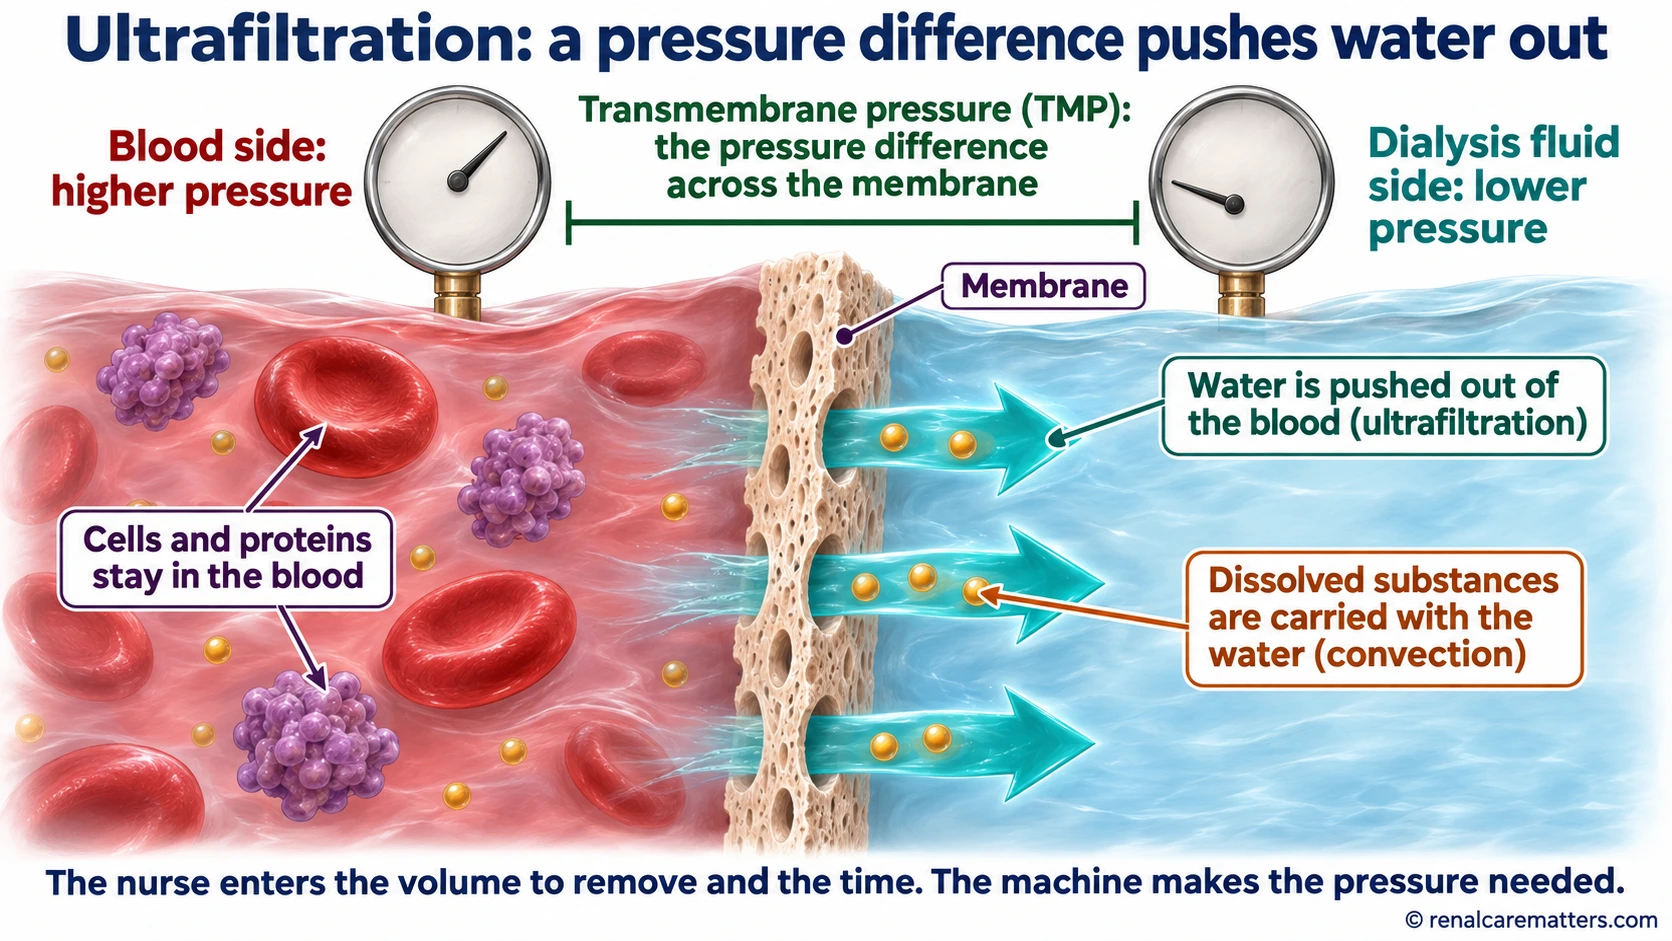 Ultrafiltration: a pressure difference pushes water out
Blood side:
higher pressure
Transmembrane pressure (TMP):
the pressure difference
across the membrane
Dialysis fluid
side: lower
pressure
Membrane
Water is pushed out of
the blood (ultrafiltration)
Cells and proteins
stay in the blood
Dissolved substances
are carried with the
water (convection)
The nurse enters the volume to remove and the time. The machine makes the pressure needed.
© renalcarematters.com